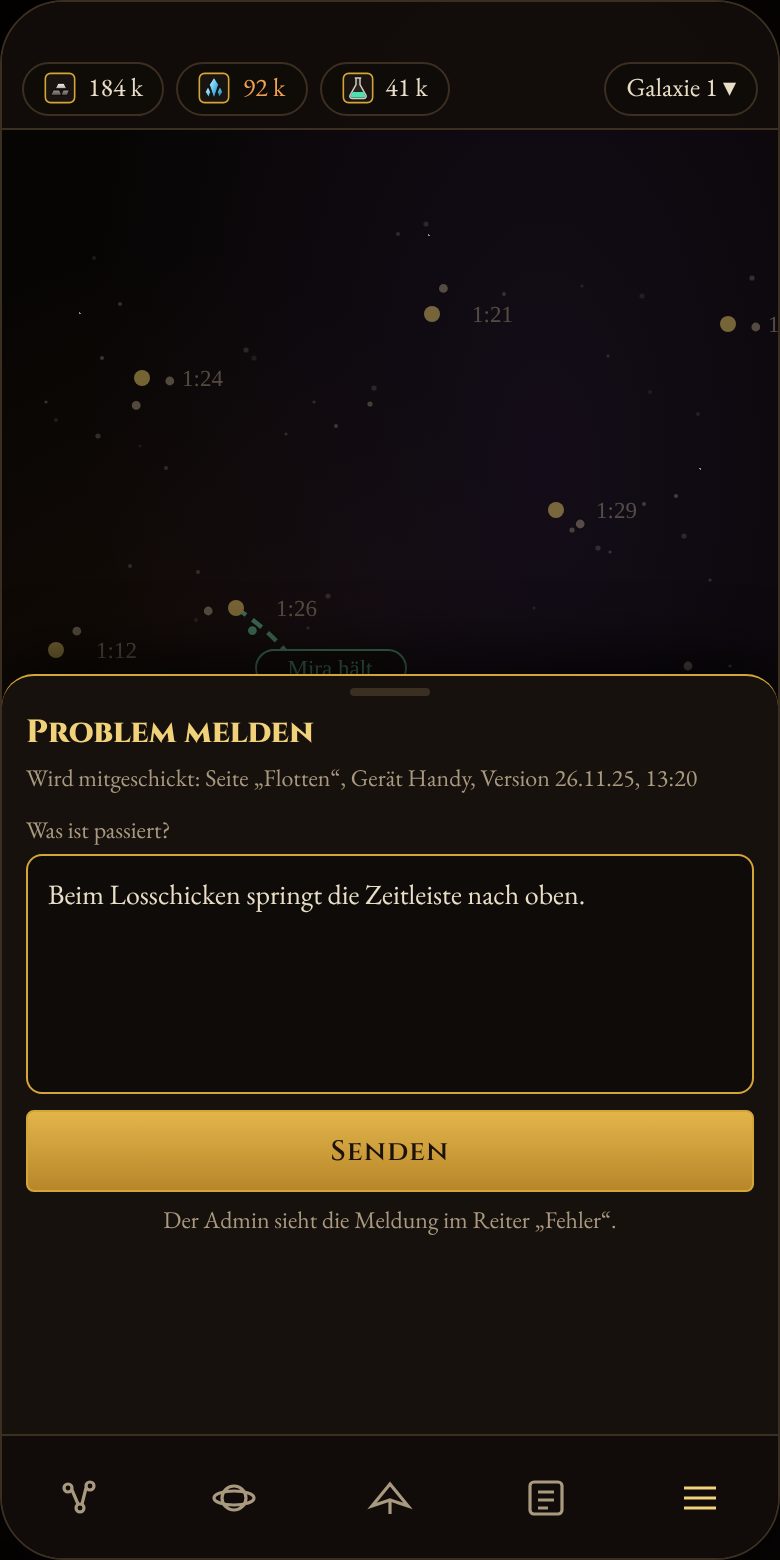 184 k
92 k
41 k
Galaxie 1 ▼
1:21
1:24
1:29
1:26
1:12
Mira hält
Problem melden
Wird mitgeschickt: Seite „Flotten“, Gerät Handy, Version 26.11.25, 13:20
Was ist passiert?
Beim Losschicken springt die Zeitleiste nach oben.
Senden
Der Admin sieht die Meldung im Reiter „Fehler“.